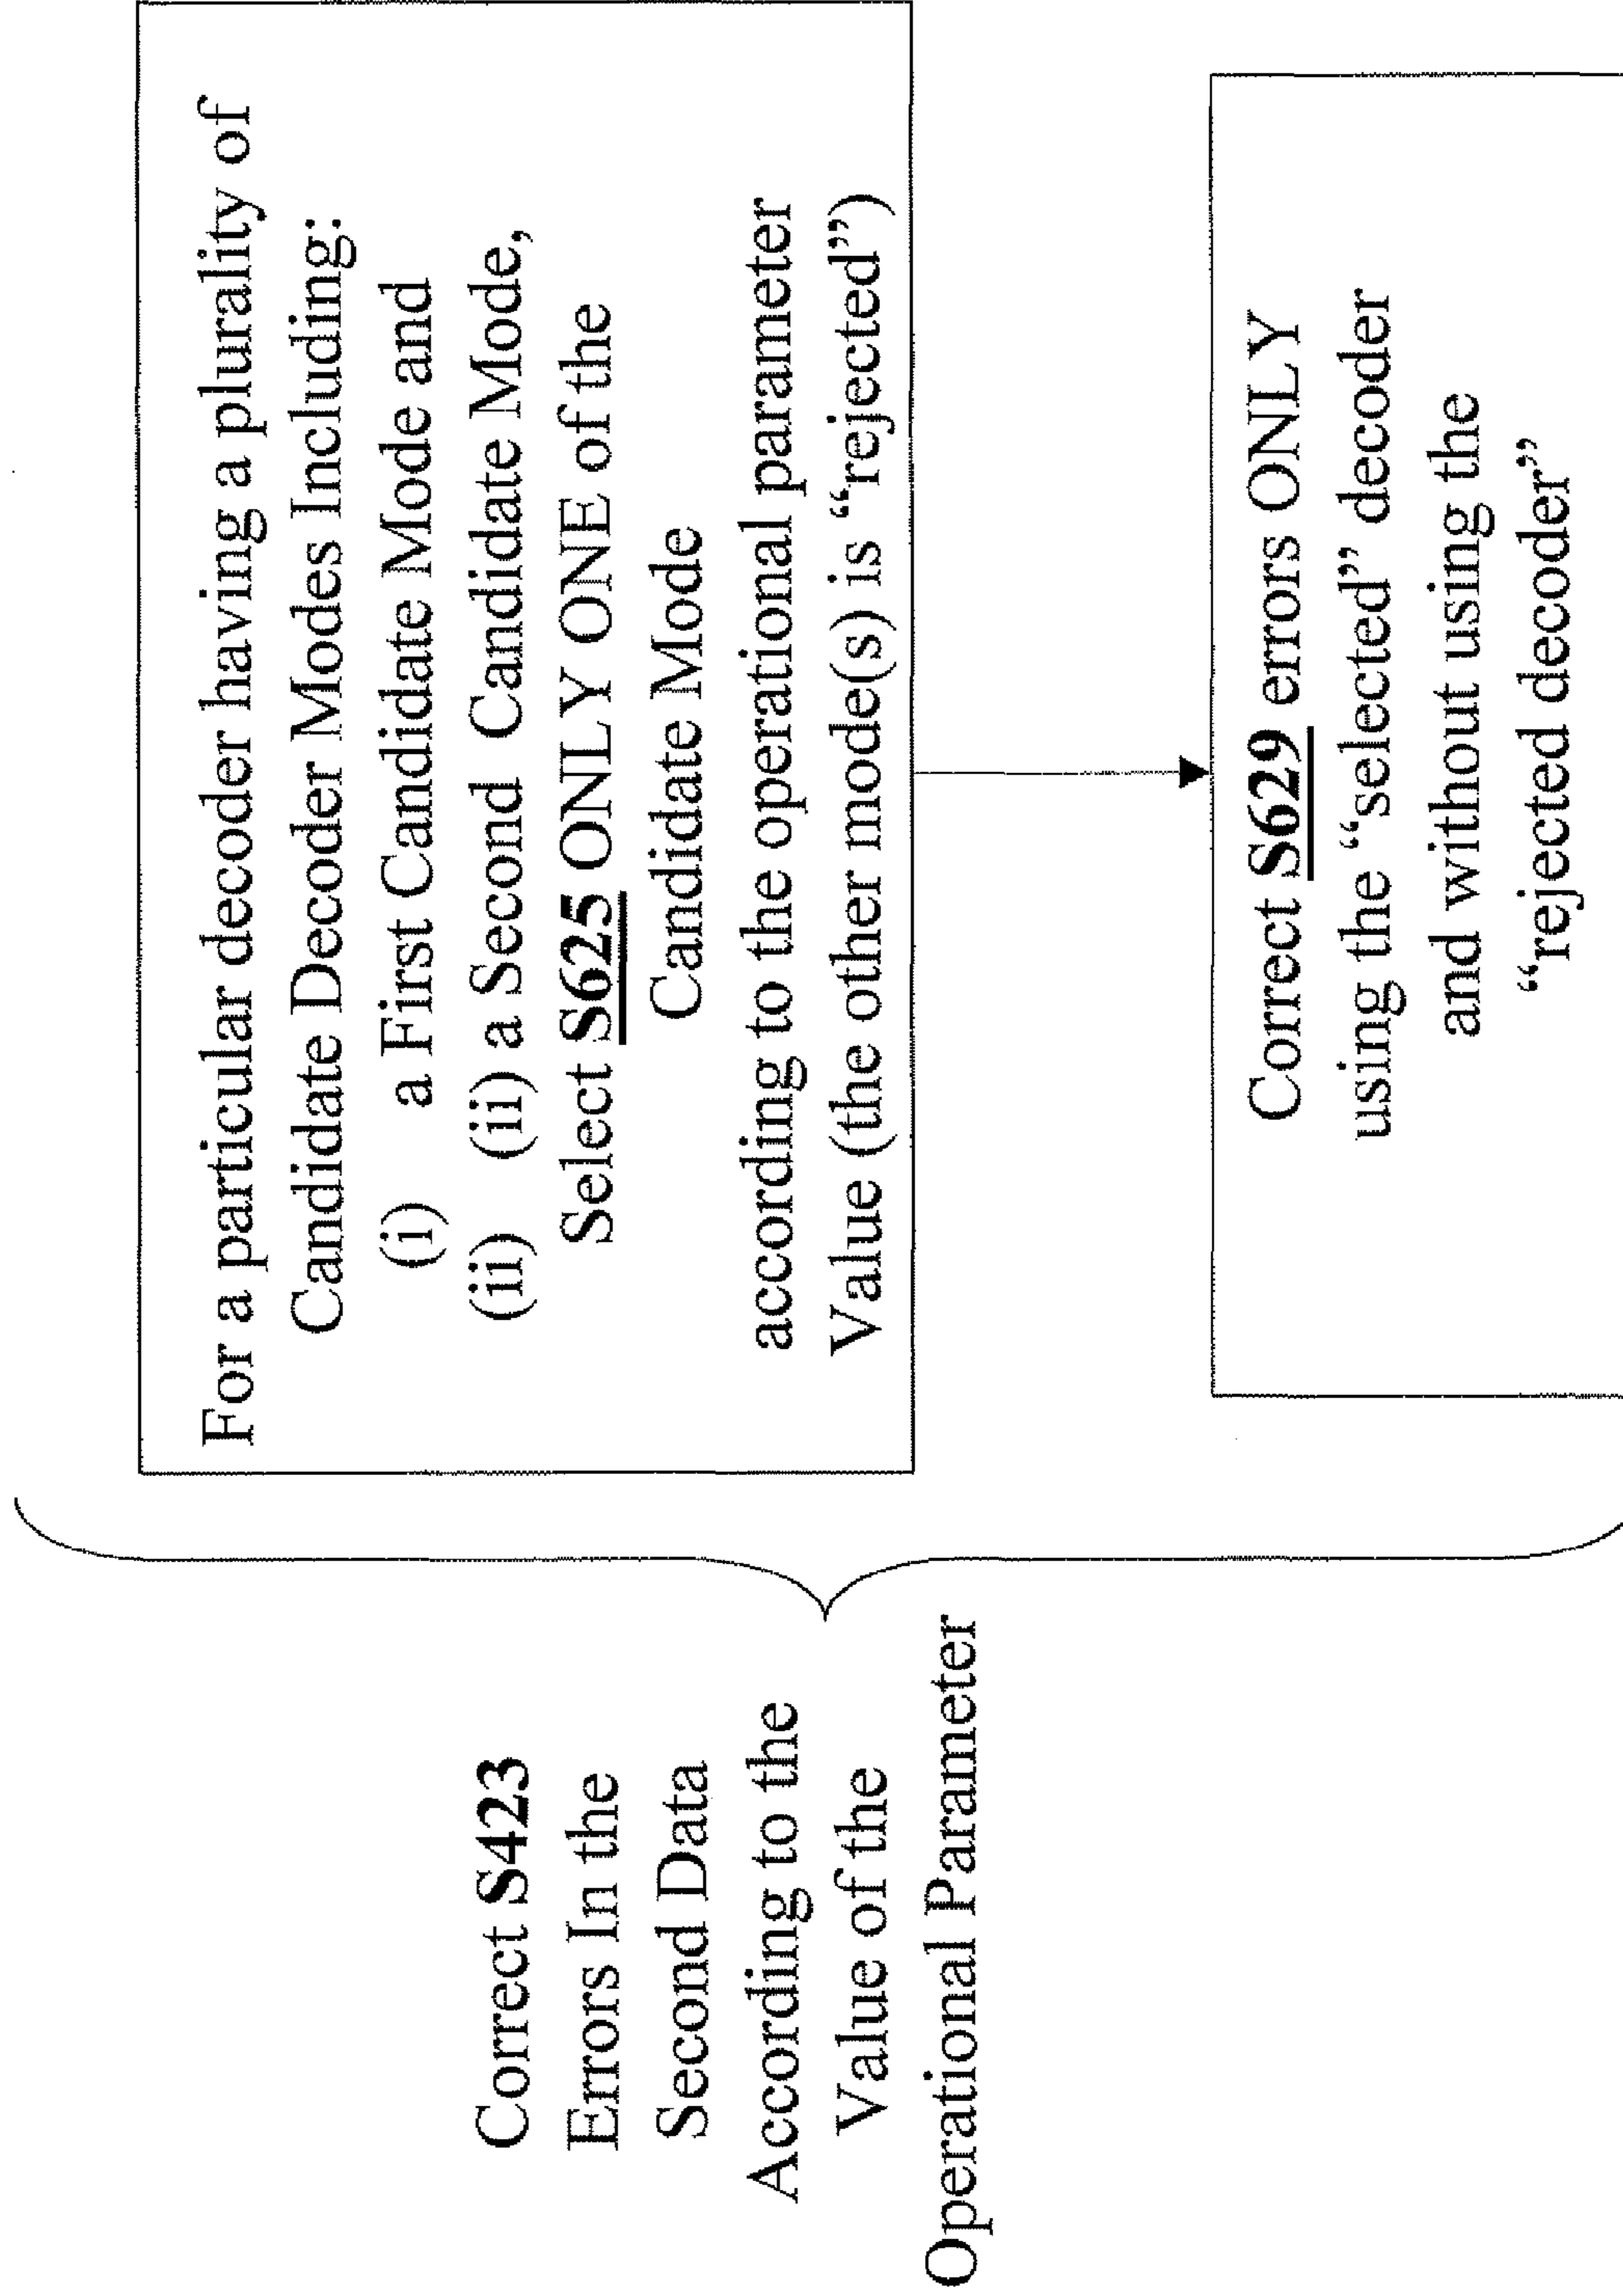 Correct S423
Errors In the
Second Data
According to the
Value of the
Operational Parameter
For a particular decoder having a plurality of
Candidate Decoder Modes Including:
(i) a First Candidate Mode and
(ii) (ii) a Second Candidate Mode,
Select S625 ONLY ONE of the
Candidate Mode
according to the operational parameter
Value (the other mode(s) is “rejected”)
Correct S629 errors ONLY
using the “selected” decoder
and without using the
“rejected decoder”